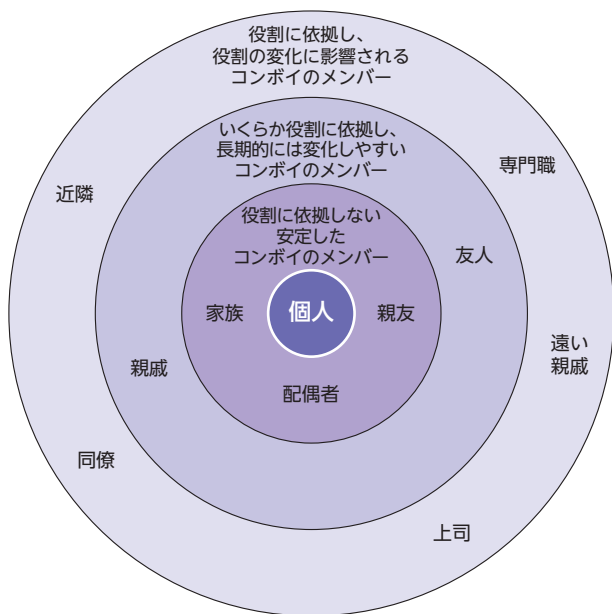 役割に依拠し、
役割の変化に影響される
コンボイのメンバー
いくらか役割に依拠し、
長期的には変化しやすい
コンボイのメンバー
専門職
近隣
役割に依拠しない
安定した
コンボイのメンバー
友人
家族
個人
親友
遠い
親戚
親戚
配偶者
同僚
上司